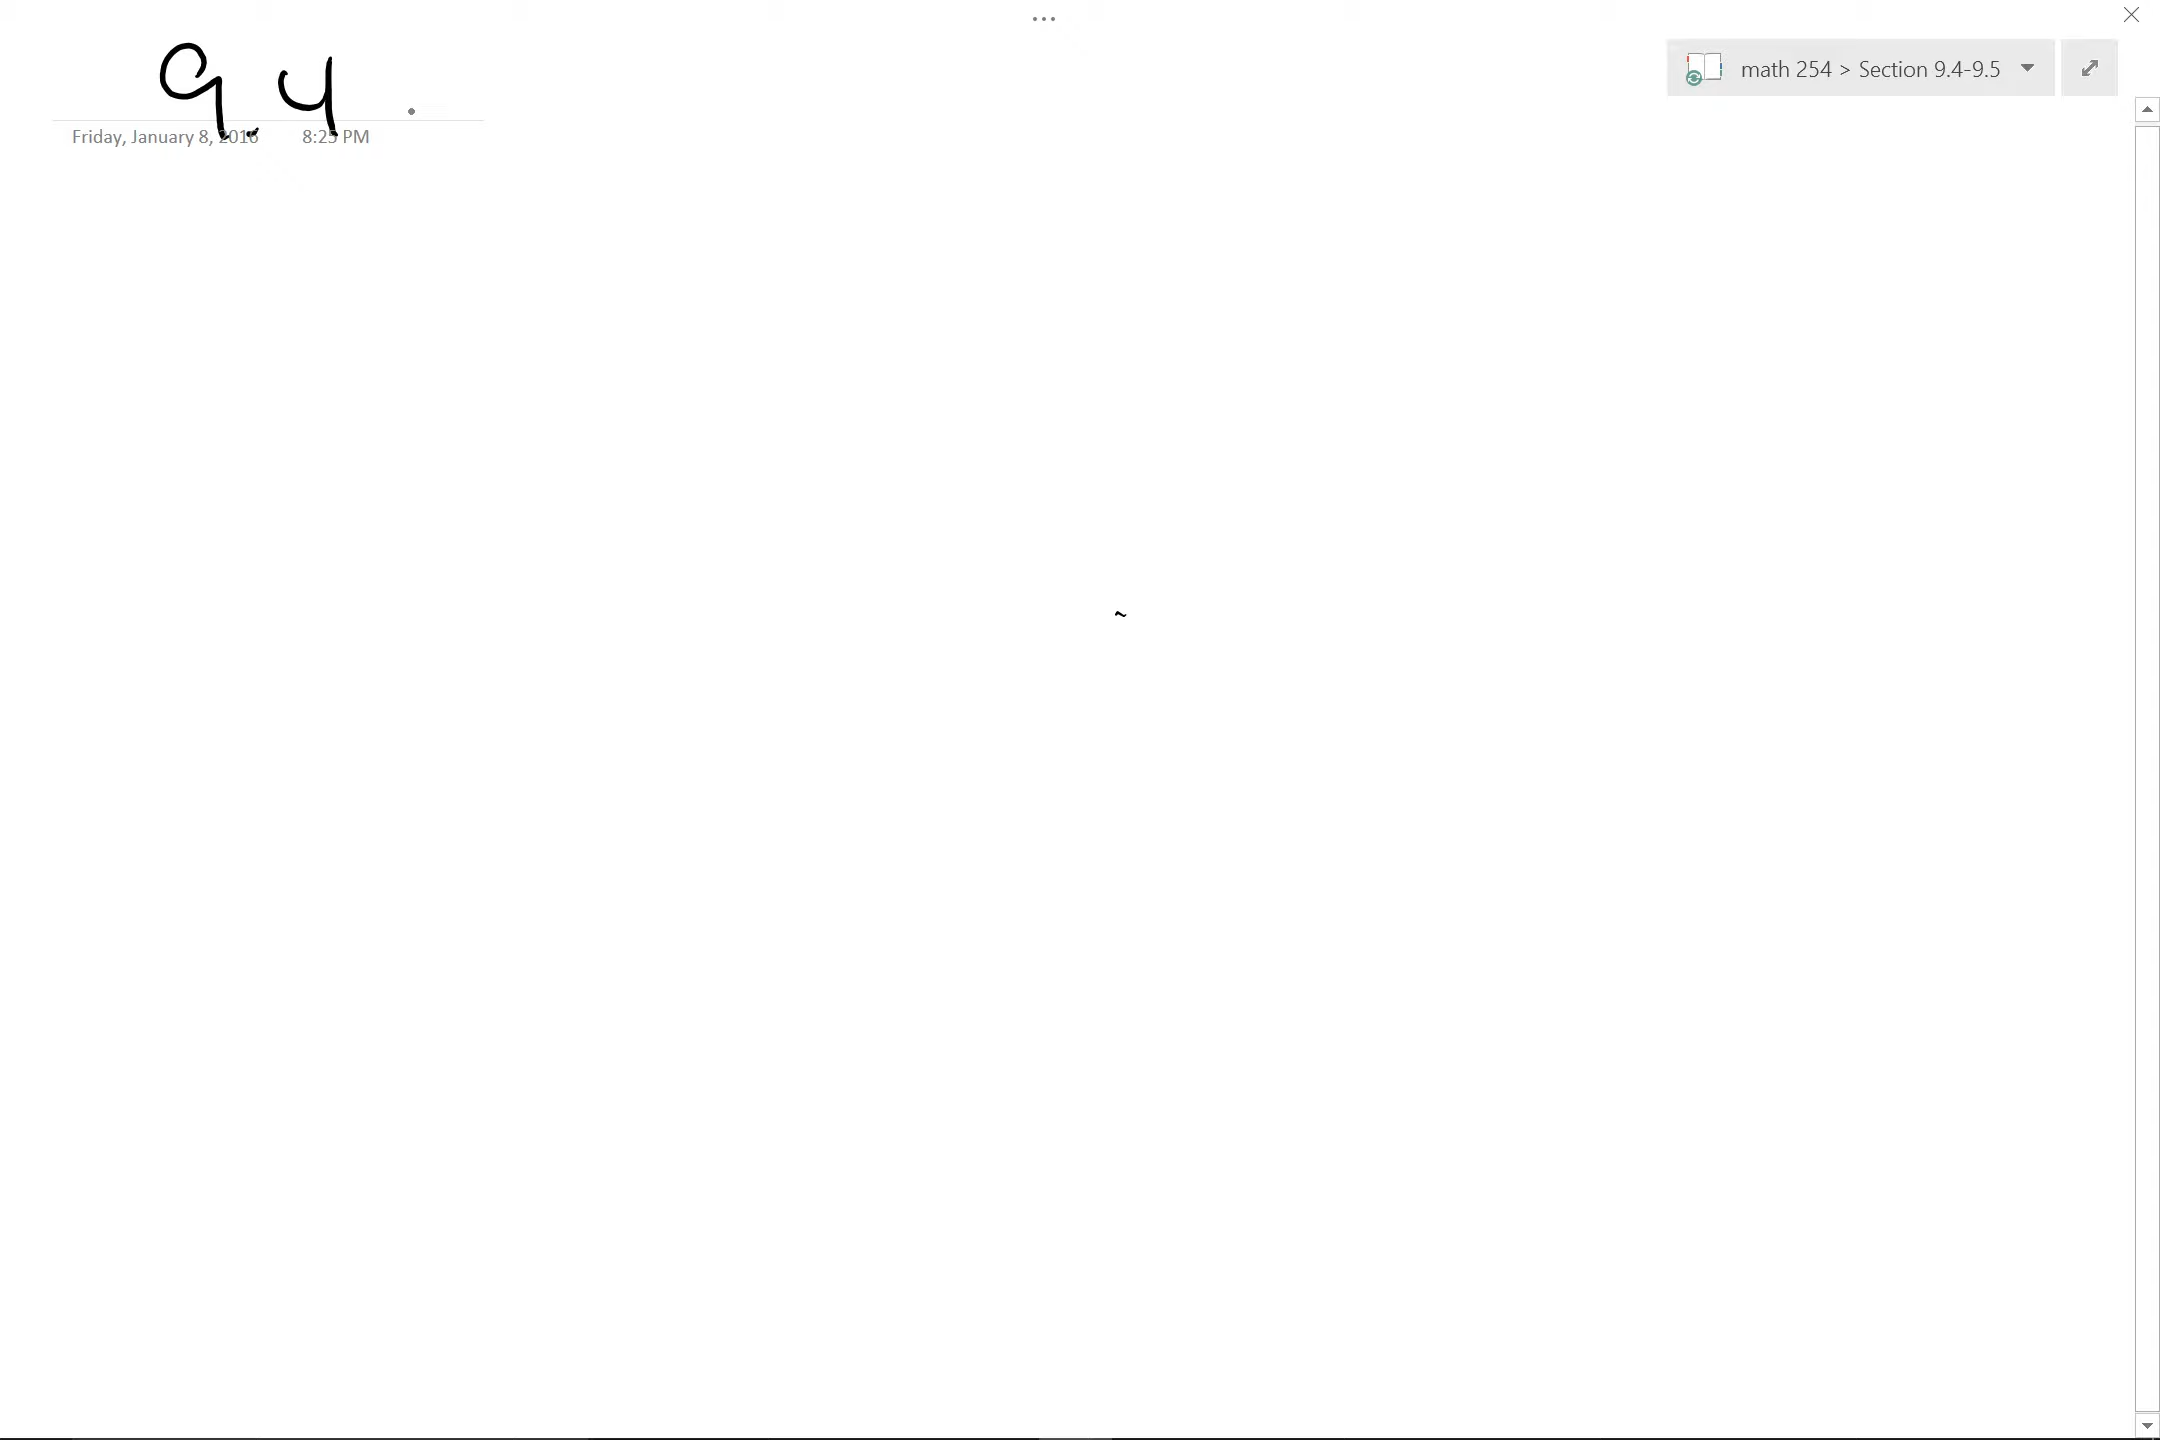 9.4
math 254 > Section 9.4-9.5
Friday, January 8, 2016 8:25 PM
~